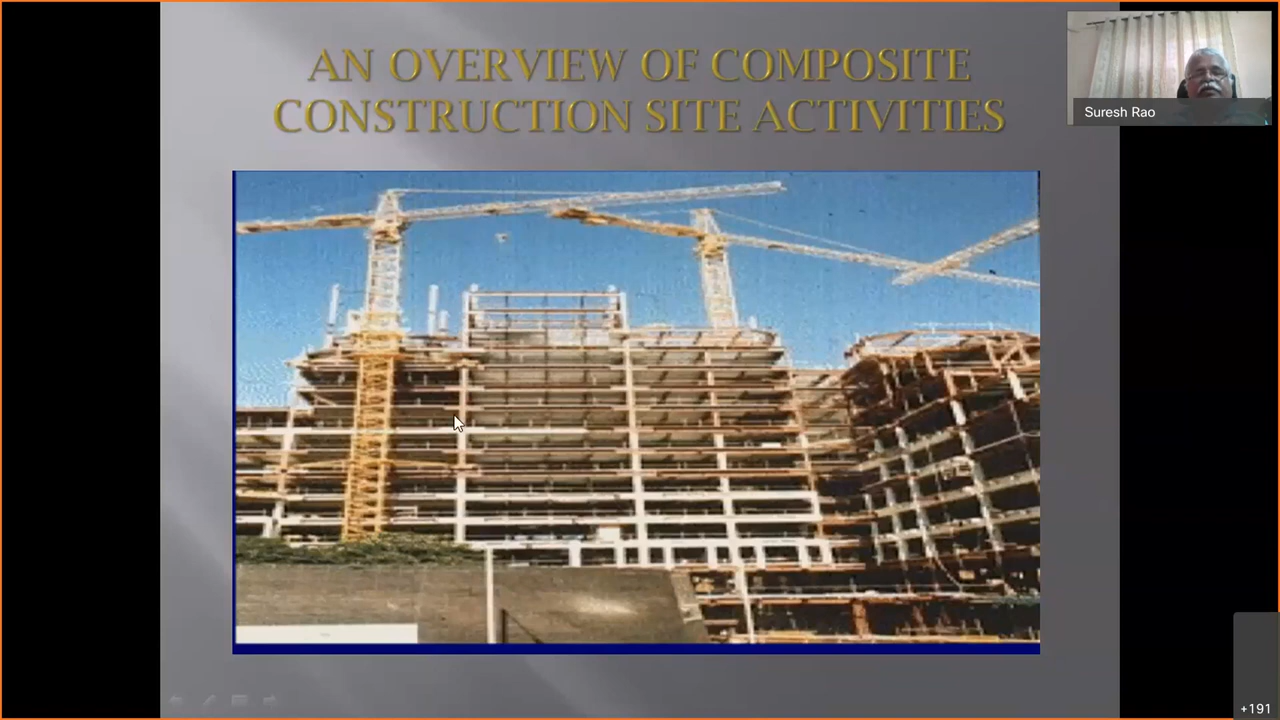 AN OVERVIEW OF COMPOSITE
CONSTRUCTION SITE ACTIVITIES
Suresh Rao
+191